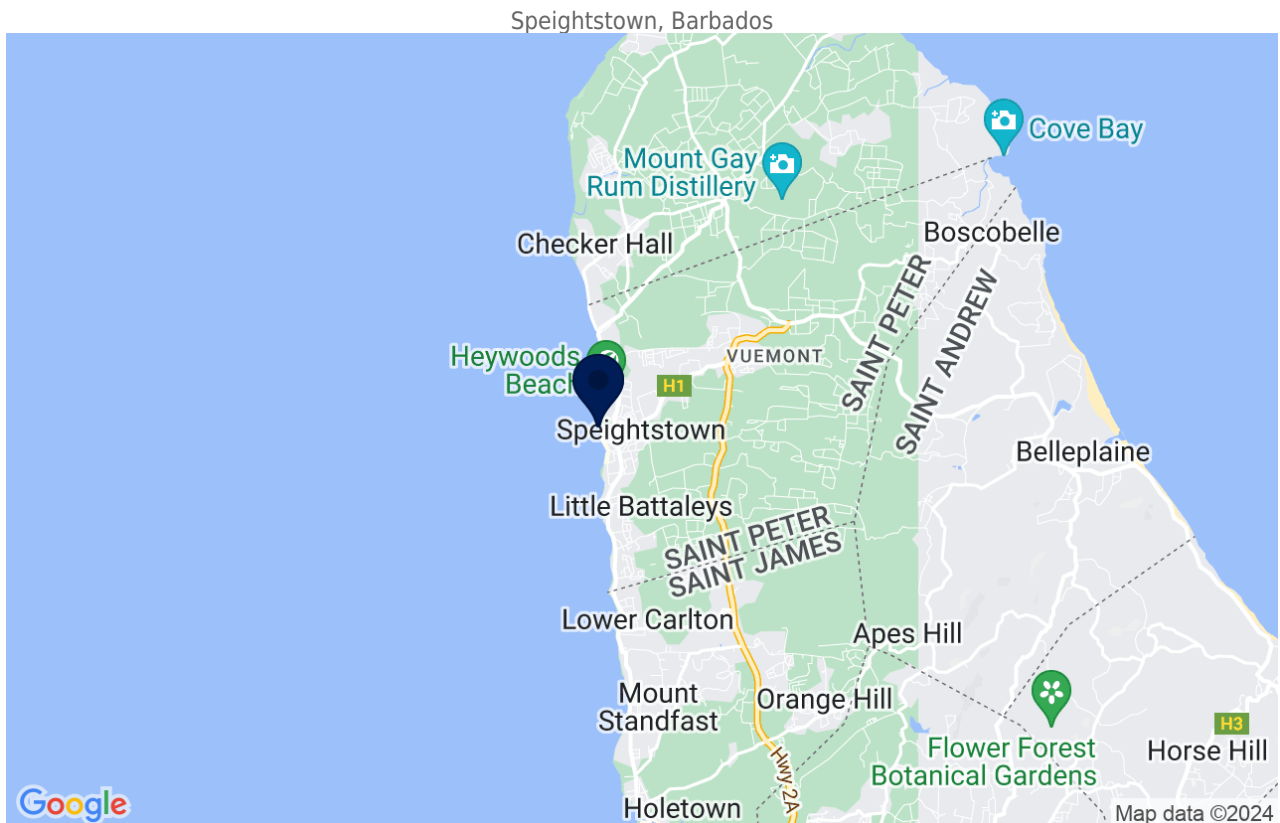 Speightstown, Barbados
Cove Bay
Mount Gay
Rum Distillery
Boscobelle
Checker Hall
SAINT PETER
SAINT ANDREW
Heywoods
Beach
VUEMONT
H1
Speightstown
Belleplaine
Little Battaleys
SAINT PETER
SAINT JAMES
Lower Carlton
Apes Hill
Mount
Standfast
Orange Hill
H3
Flower Forest
Botanical Gardens
Horse Hill
Hwy 2A
Google
Holetown
Map data ©2024